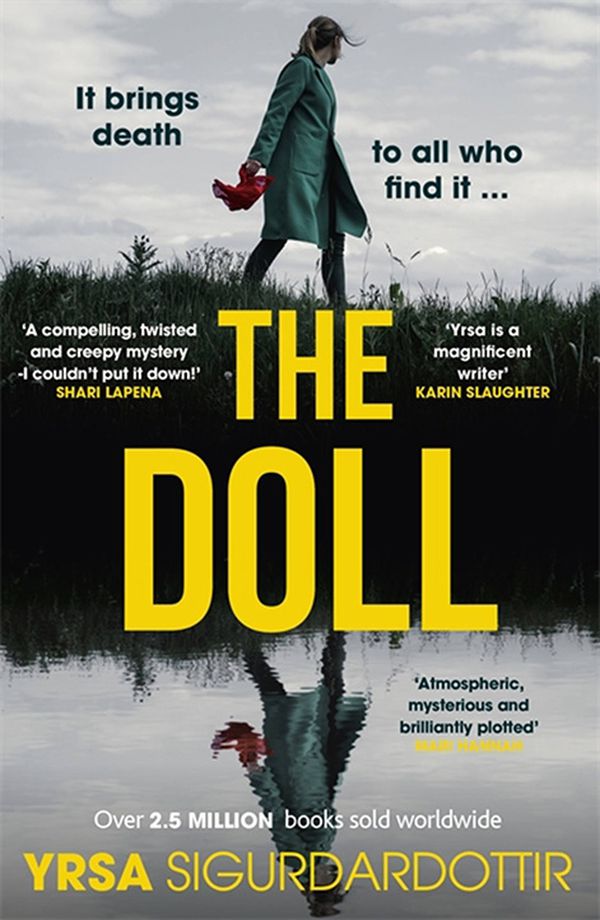 It brings
death
to all who
find it ...
'A compelling, twisted
and creepy mystery
-I couldn't put it down!'
SHARI LAPENA
'Yrsa is a
magnificent
writer'
KARIN SLAUGHTER
THE
DOLL
'Atmospheric,
mysterious and
brilliantly plotted'
MARI HANNAH
Over 2.5 MILLION books sold worldwide
YRSA SIGURDARDOTTIR